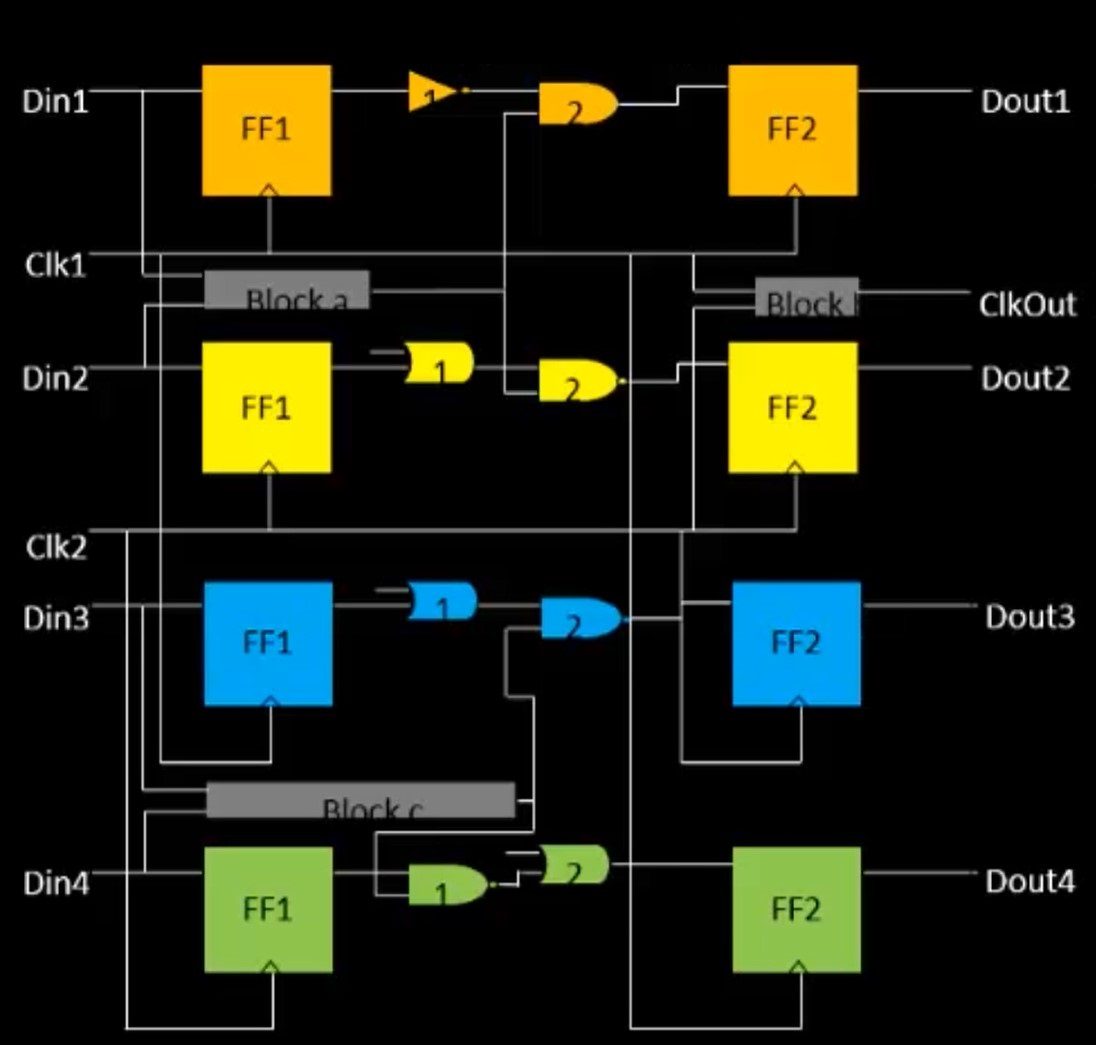 Din1
FF1
1
2
FF2
Dout1
Clk1
Block a
Block
ClkOut
Din2
FF1
1
2
FF2
Dout2
Clk2
Din3
FF1
1
2
FF2
Dout3
Block c
Din4
FF1
1
2
FF2
Dout4